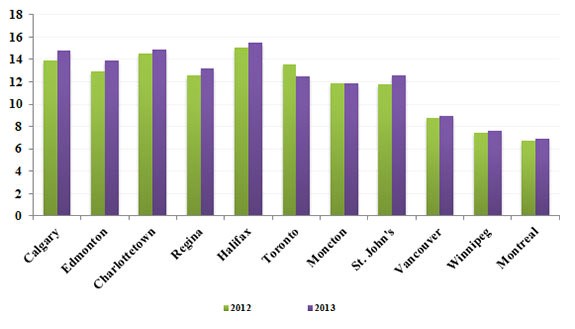 18
16
14
12
10
8
6
4
2
0
Calgary
Edmonton
Charlottetown
Regina
Halifax
Toronto
Moncton
St. John's
Vancouver
Winnipeg
Montreal
2012 2013